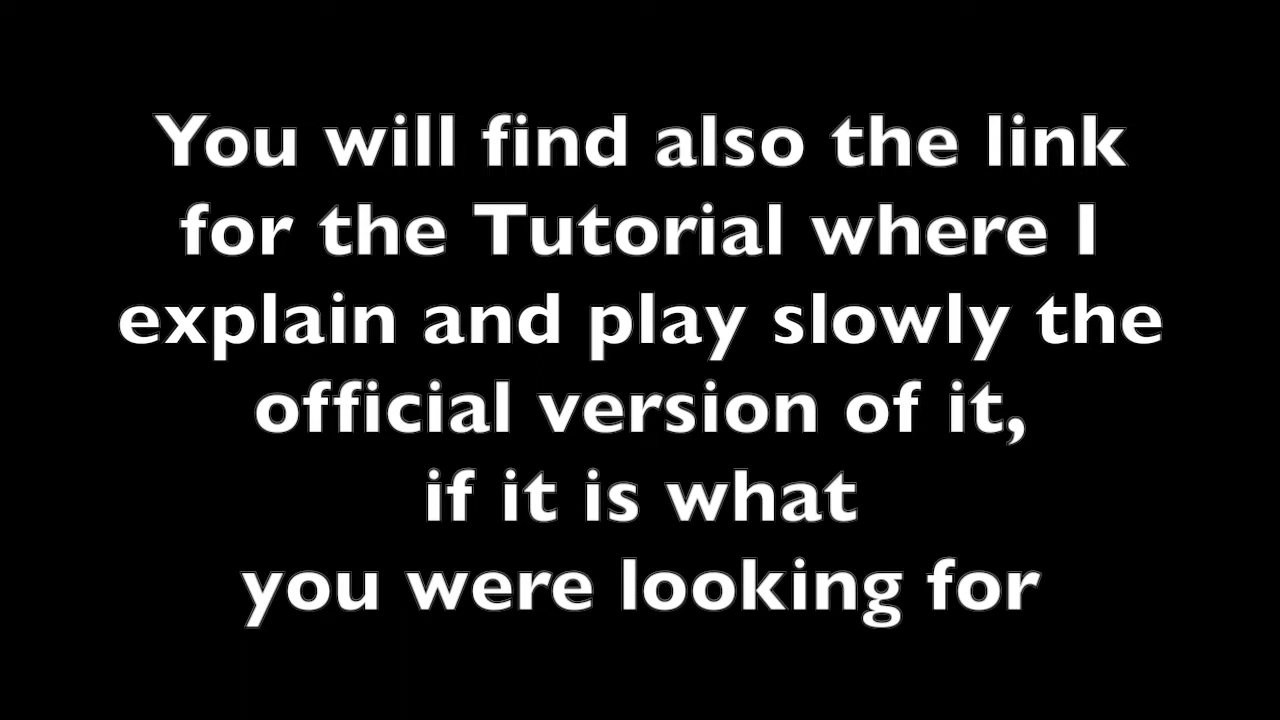 You will find also the link
for the Tutorial where I
explain and play slowly the
official version of it,
if it is what
you were looking for